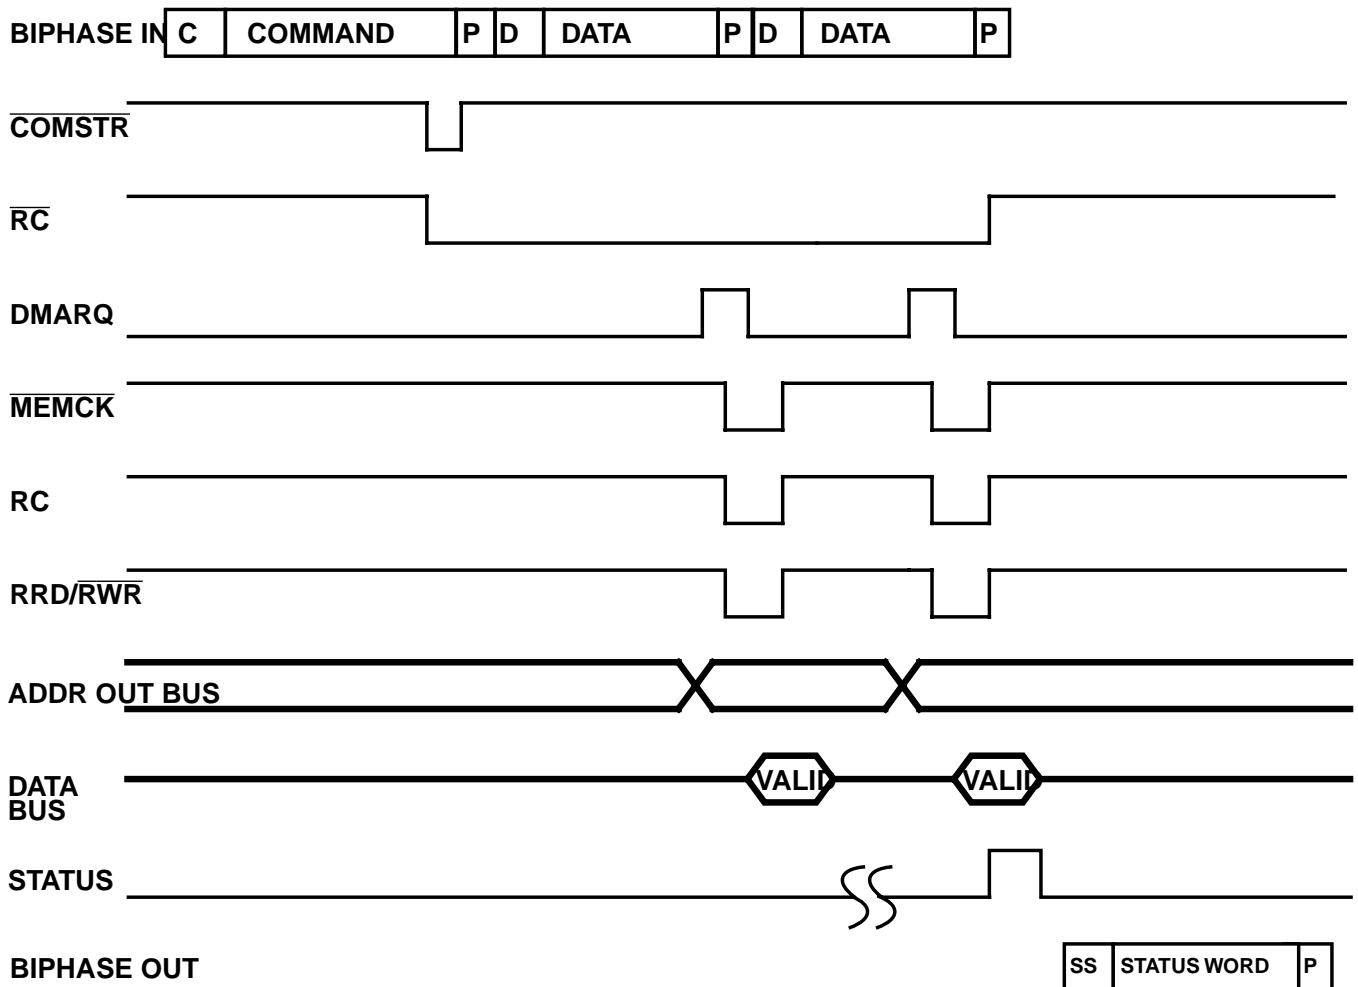 BIPHASE IN C COMMAND P D DATA P D DATA P
COMSTR
RC
DMARQ
MEMCK
RC
RRD/RWR
ADDR OUT BUS
DATA BUS
VALID VALID
STATUS
BIPHASE OUT SS STATUS WORD P